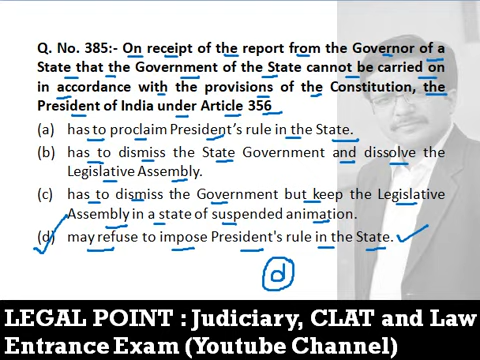 Q. No. 385:- On receipt of the report from the Governor of a
State that the Government of the State cannot be carried on
in accordance with the provisions of the Constitution, the
President of India under Article 356
(a) has to proclaim President's rule in the State.
(b) has to dismiss the State Government and dissolve the
Legislative Assembly.
(c) has to dismiss the Government but keep the Legislative
Assembly in a state of suspended animation.
(d) may refuse to impose President's rule in the State.
d
LEGAL POINT : Judiciary, CLAT and Law
Entrance Exam (Youtube Channel)